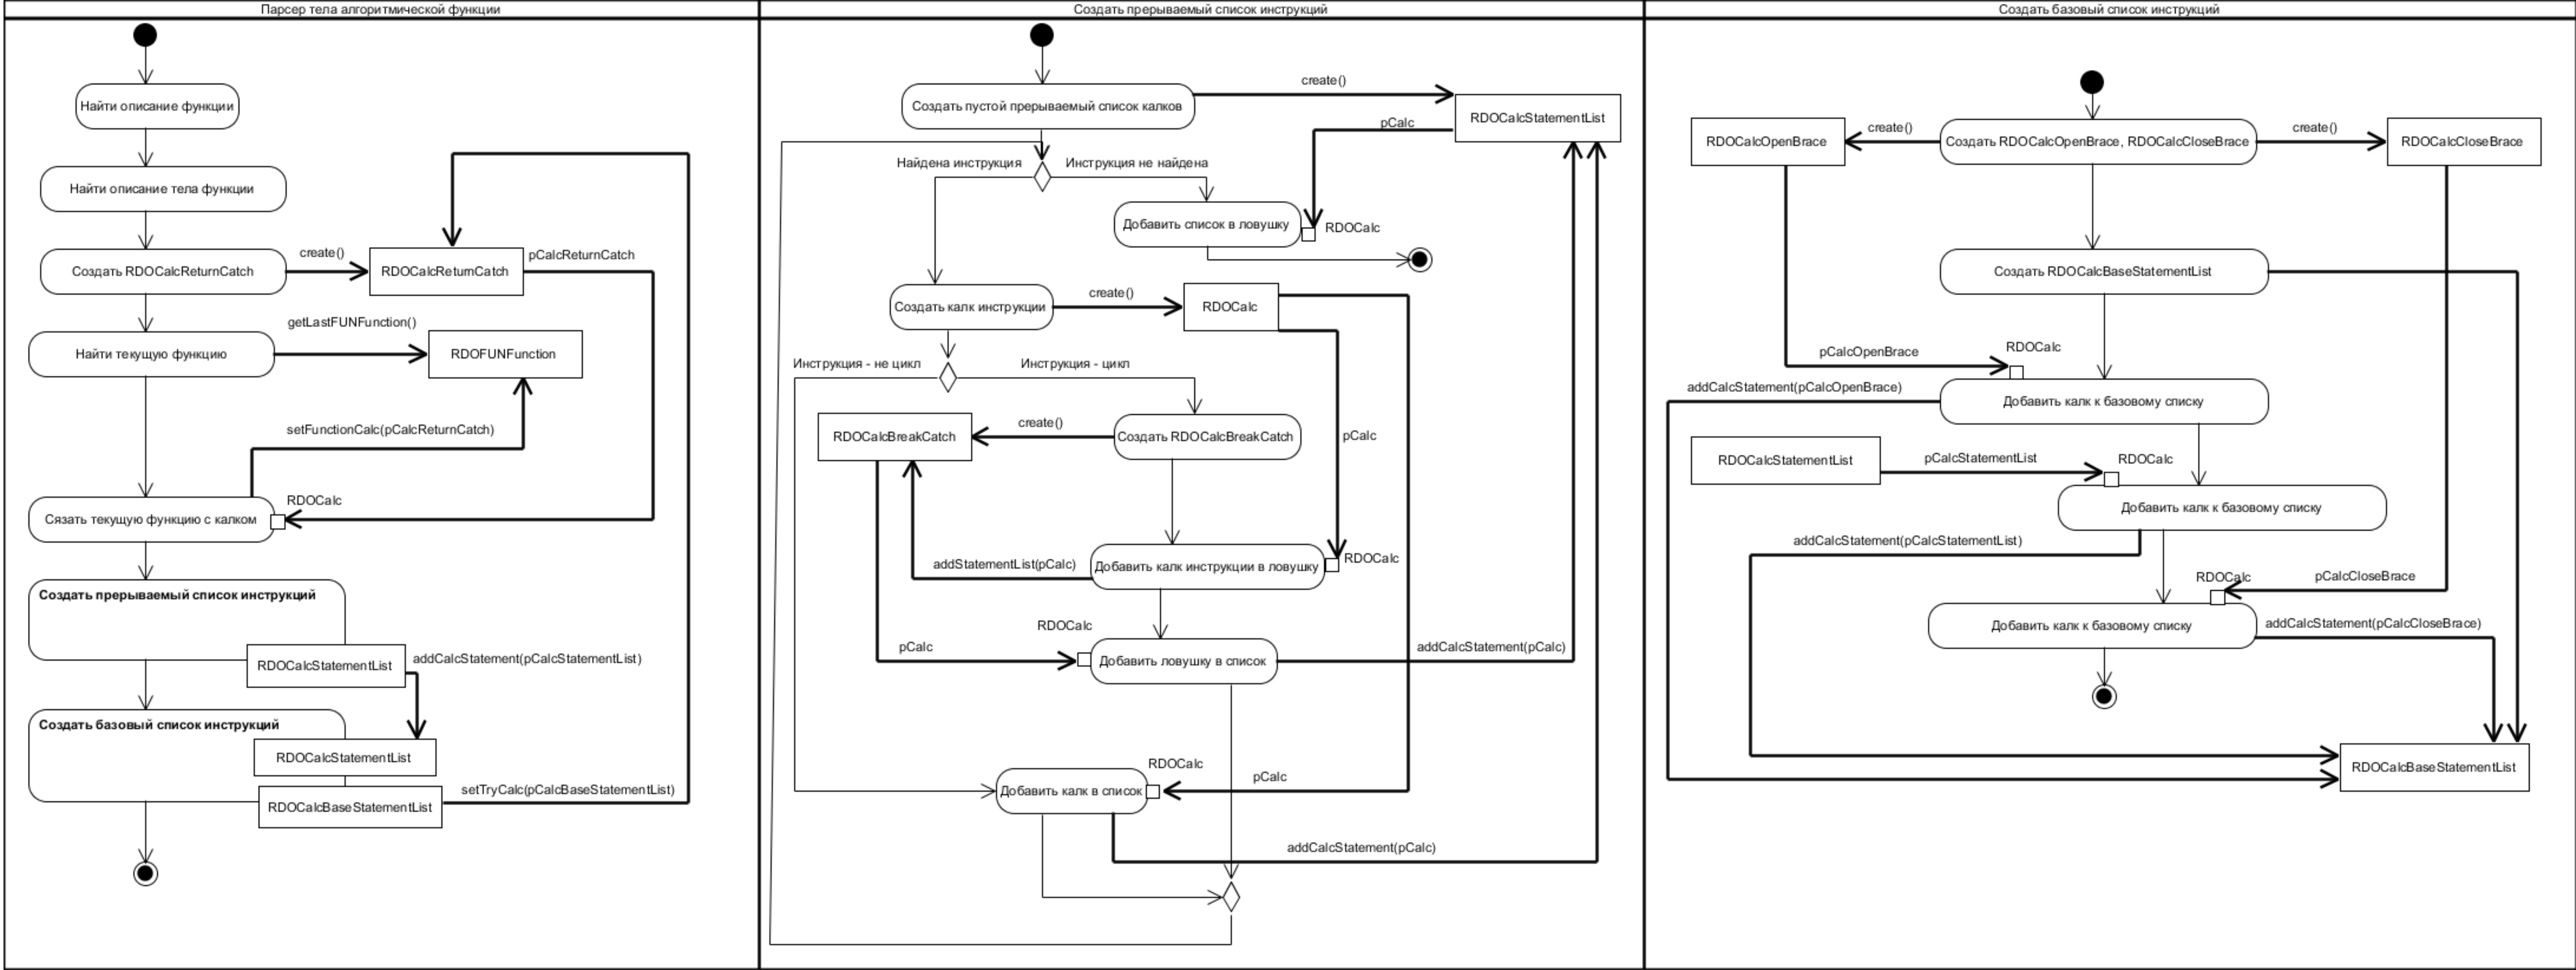 Парсер тела алгоритмической функции
Найти описание функции
Найти описание тела функции
Создать RDOCalcReturnCatch
create()
RDOCalcReturnCatch
pCalcReturnCatch
getLastFUNFunction()
Найти текущую функцию
RDOFUNFunction
setFunctionCalc(pCalcReturnCatch)
RDOCalc
Сязать текущую функцию с калком
Создать прерываемый список инструкций
RDOCalcStatementList
addCalcStatement(pCalcStatementList)
Создать базовый список инструкций
RDOCalcStatementList
setTryCalc(pCalcBaseStatementList)
RDOCalcBaseStatementList
Создать прерываемый список инструкций
create()
Создать пустой прерываемый список калков
RDOCalcStatementList
pCalc
Найдена инструкция
Инструкция не найдена
Добавить список в ловушку
RDOCalc
Создать калк инструкции
create()
RDOCalc
Инструкция - не цикл
Инструкция - цикл
RDOCalcBreakCatch
create()
Создать RDOCalcBreakCatch
pCalc
addStatementList(pCalc)
Добавить калк инструкции в ловушку
RDOCalc
RDOCalc
pCalc
Добавить ловушку в список
addCalcStatement(pCalc)
RDOCalc
Добавить калк в список
pCalc
addCalcStatement(pCalc)
Создать базовый список инструкций
RDOCalcOpenBrace
create()
Создать RDOCalcOpenBrace, RDOCalcCloseBrace
create()
RDOCalcCloseBrace
Создать RDOCalcBaseStatementList
RDOCalc
pCalcOpenBrace
addCalcStatement(pCalcOpenBrace)
Добавить калк к базовому списку
RDOCalcStatementList
pCalcStatementList
RDOCalc
Добавить калк к базовому списку
addCalcStatement(pCalcStatementList)
RDOCalc
pCalcCloseBrace
Добавить калк к базовому списку
addCalcStatement(pCalcCloseBrace)
RDOCalcBaseStatementList